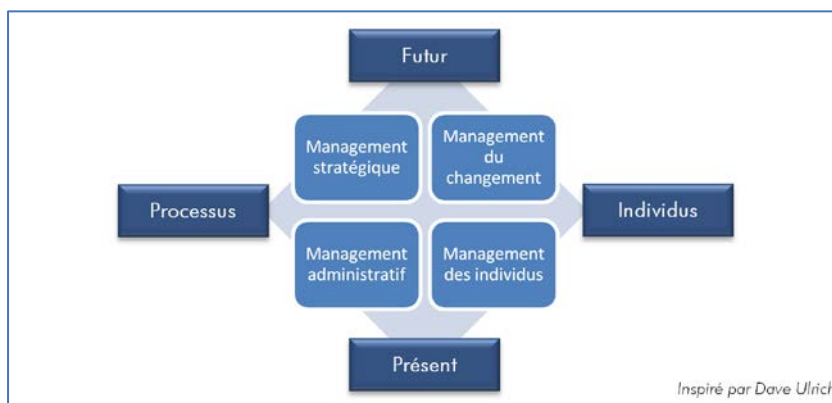 Futur
Management
stratégique
Management
du
changement
Processus
Individus
Management
administratif
Management
des individus
Présent
Inspiré par Dave Ulrich